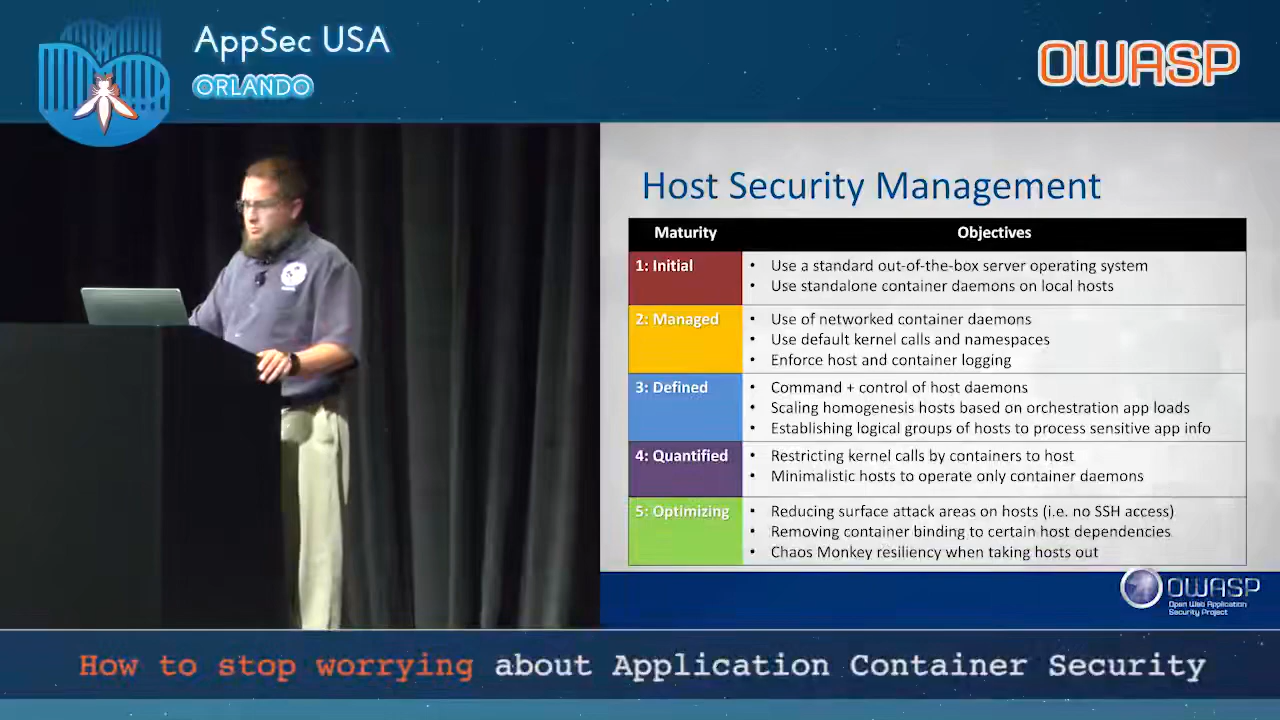 AppSec USA
ORLANDO
OWASP
Host Security Management
Maturity Objectives
1: Initial
• Use a standard out-of-the-box server operating system
• Use standalone container daemons on local hosts
2: Managed
• Use of networked container daemons
• Use default kernel calls and namespaces
• Enforce host and container logging
3: Defined
• Command + control of host daemons
• Scaling homogenesis hosts based on orchestration app loads
• Establishing logical groups of hosts to process sensitive app info
4: Quantified
• Restricting kernel calls by containers to host
• Minimalistic hosts to operate only container daemons
5: Optimizing
• Reducing surface attack areas on hosts (i.e. no SSH access)
• Removing container binding to certain host dependencies
• Chaos Monkey resiliency when taking hosts out
OWASP
Open Web Application
Security Project
How to stop worrying about Application Container Security